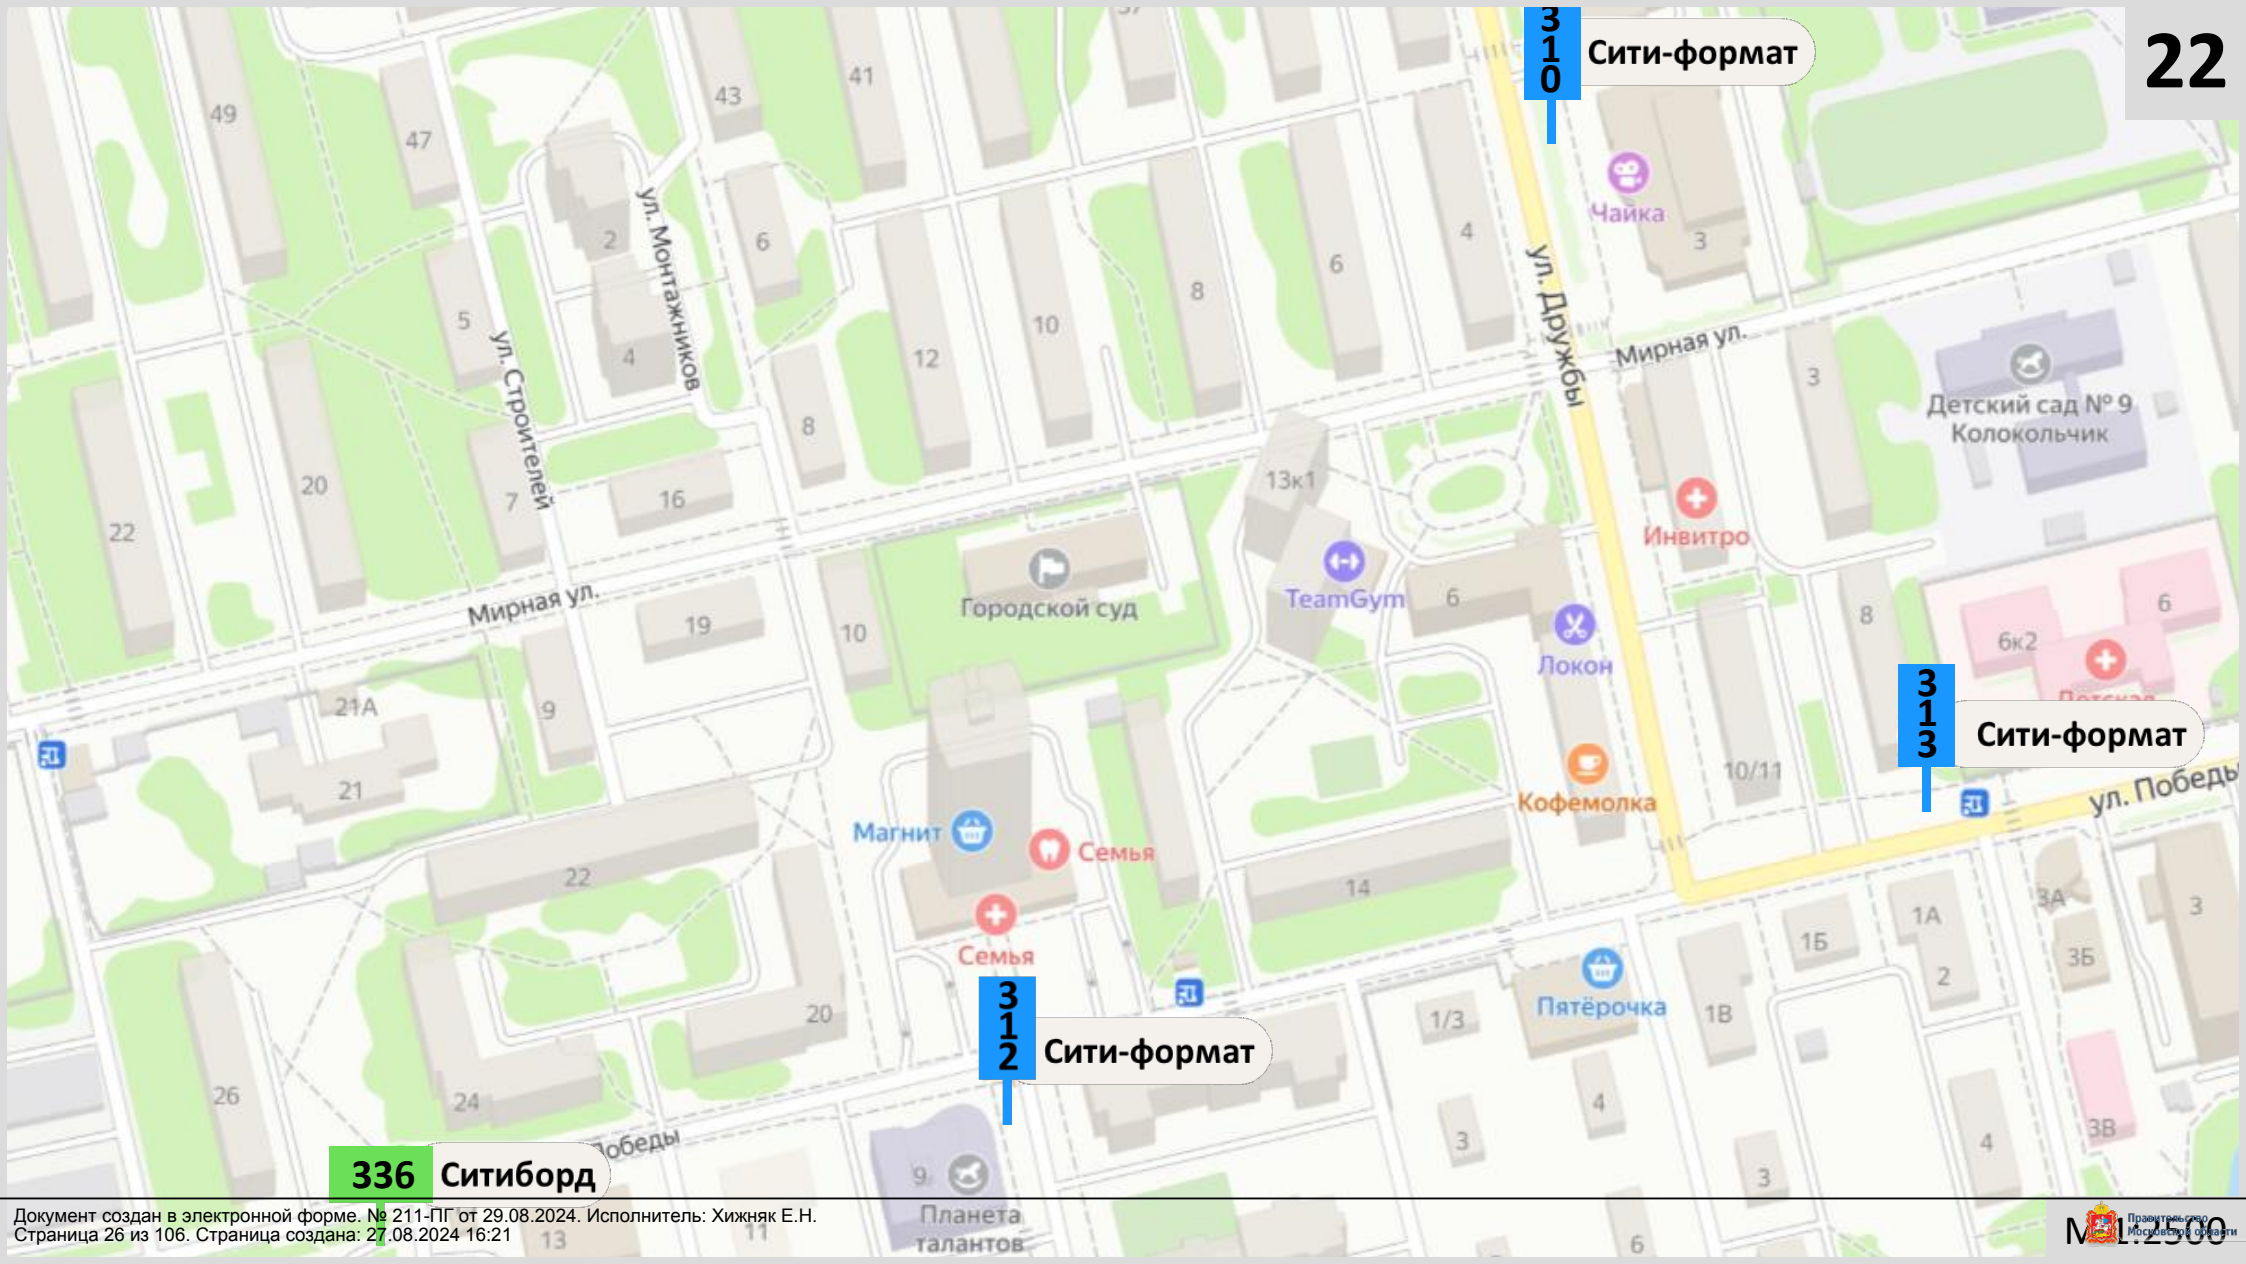 37
310
Сити-формат
22
49
47
43
41
Чайка
3
2
ул. Монтажников
6
4
ул. Дружбы
6
8
10
12
5
4
ул. Строителей
8
Мирная ул.
3
Детский сад № 9
Колокольчик
22
20
7
16
13к1
Инвитро
Мирная ул.
19
10
Городской суд
TeamGym
6
Локон
8
6к2
6
313
Сити-формат
21А
9
21
22
Магнит
Семья
Семья
14
Кофемолка
10/11
ул. Победы
1А
3А
3
1Б
3Б
2
Пятёрочка
1В
1/3
20
312
Сити-формат
26
24
4
3
4
3В
3
336
Ситиборд
Победы
9
Планета
талантов
11
13
6
Документ создан в электронной форме. № 211-ПГ от 29.08.2024. Исполнитель: Хижняк Е.Н.
Страница 26 из 106. Страница создана: 27.08.2024 16:21
М 1:2500
Правительство
Московской области